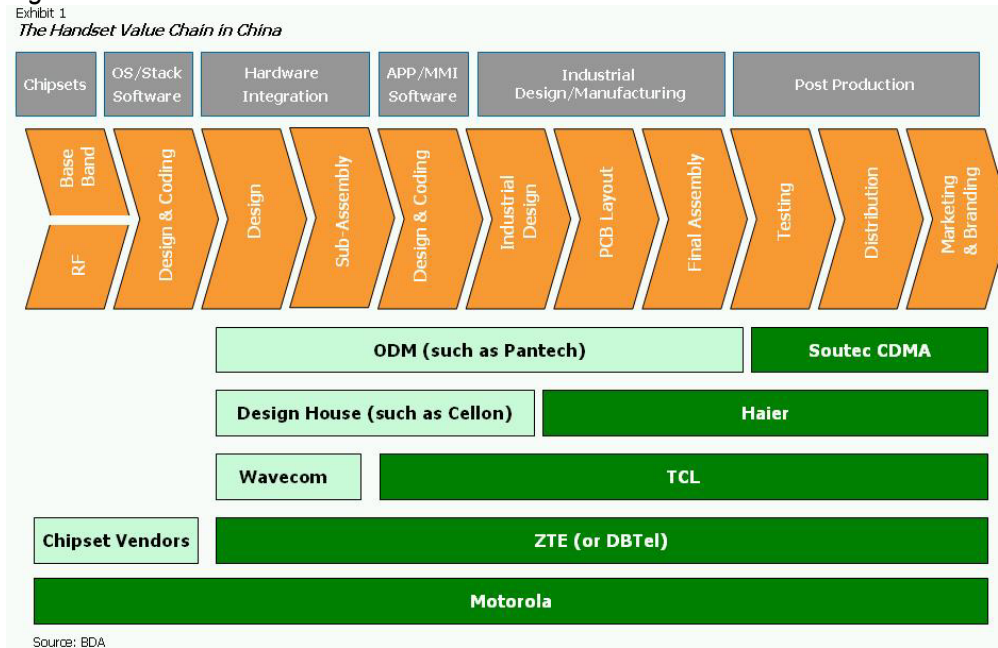 Exhibit 1
The Handset Value Chain in China
Chipsets
OS/Stack
Software
Hardware
Integration
APP/MMI
Software
Industrial
Design/Manufacturing
Post Production
Base
Band
RF
Design & Coding
Design
Sub-Assembly
Design & Coding
Industrial
Design
PCB Layout
Final Assembly
Testing
Distribution
Marketing
& Branding
ODM (such as Pantech)
Soutec CDMA
Design House (such as Cellon)
Haier
Wavecom
TCL
Chipset Vendors
ZTE (or DBTel)
Motorola
Source: BDA